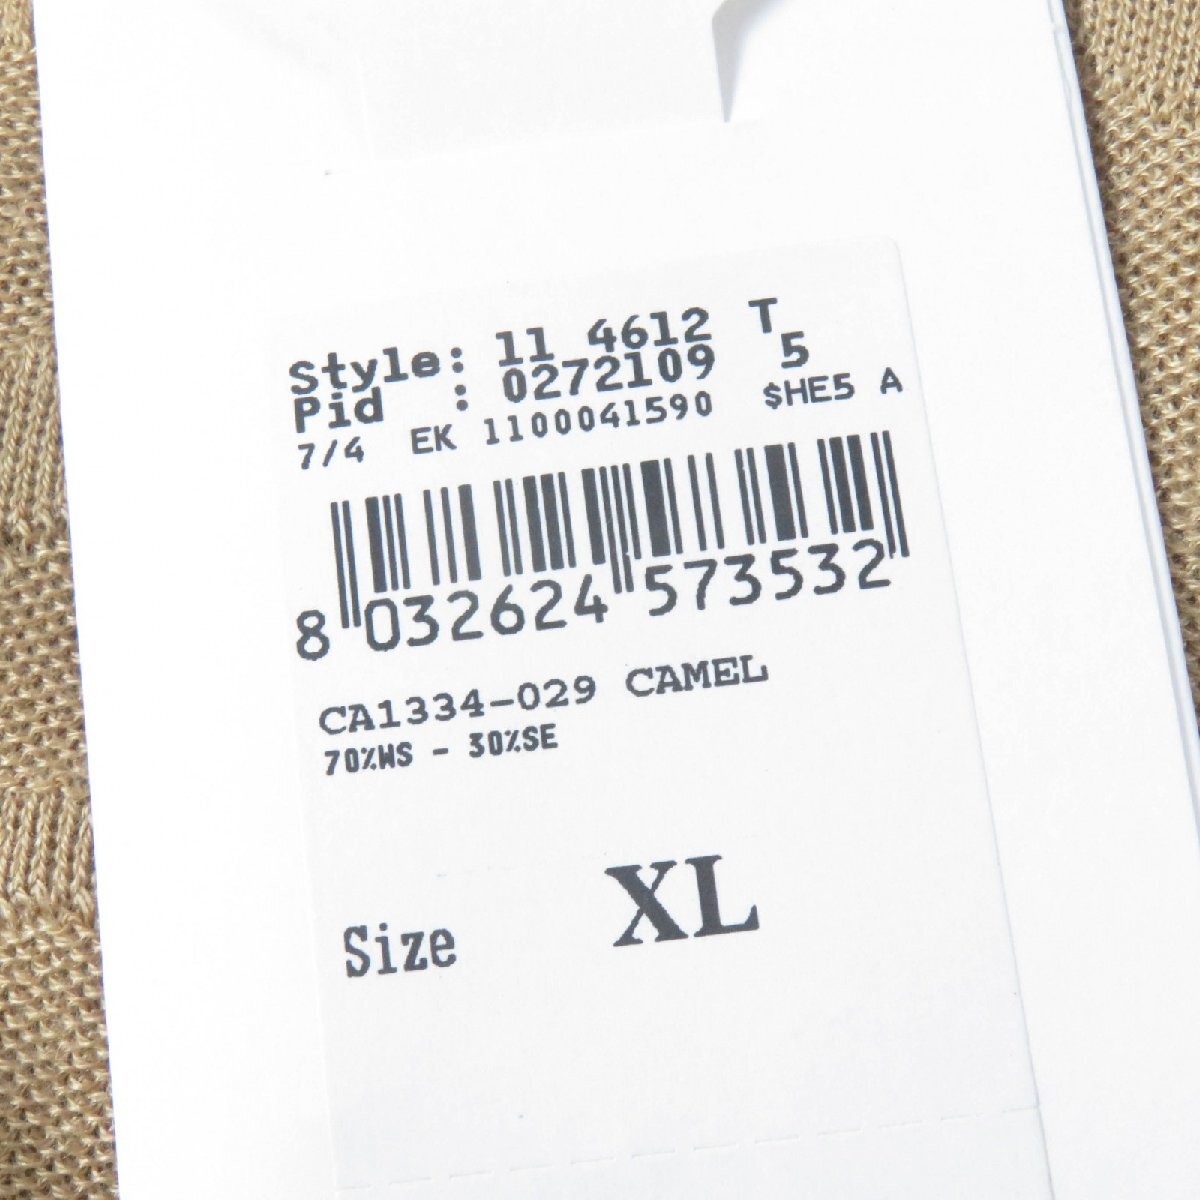 Style: 11 4612 T
Pid : 0272109 5
7/4 EK 1100041590 $HE5 A
8 032624 573532
CA1334-029 CAMEL
70%WS - 30%SE
Size XL